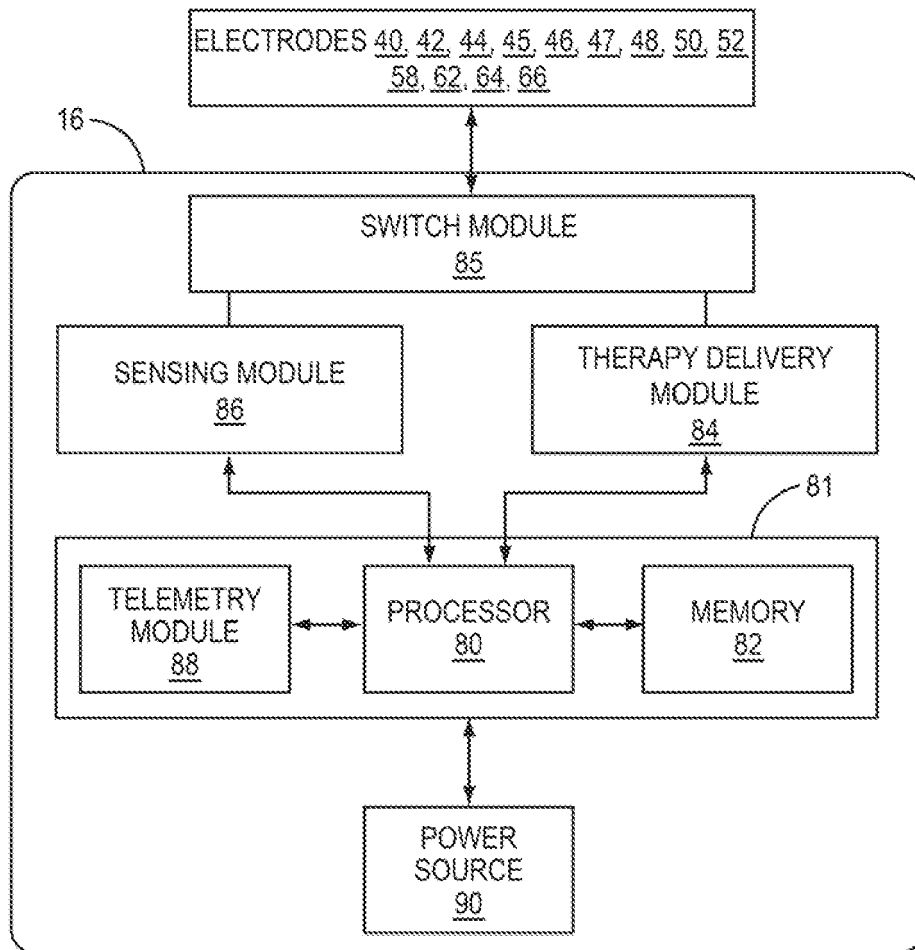 ELECTRODES 40, 42, 44, 45, 46, 47, 48, 50, 52
58, 62, 64, 66
16
SWITCH MODULE
85
SENSING MODULE
86
THERAPY DELIVERY
MODULE
84
81
TELEMETRY
MODULE
88
PROCESSOR
80
MEMORY
82
POWER
SOURCE
90